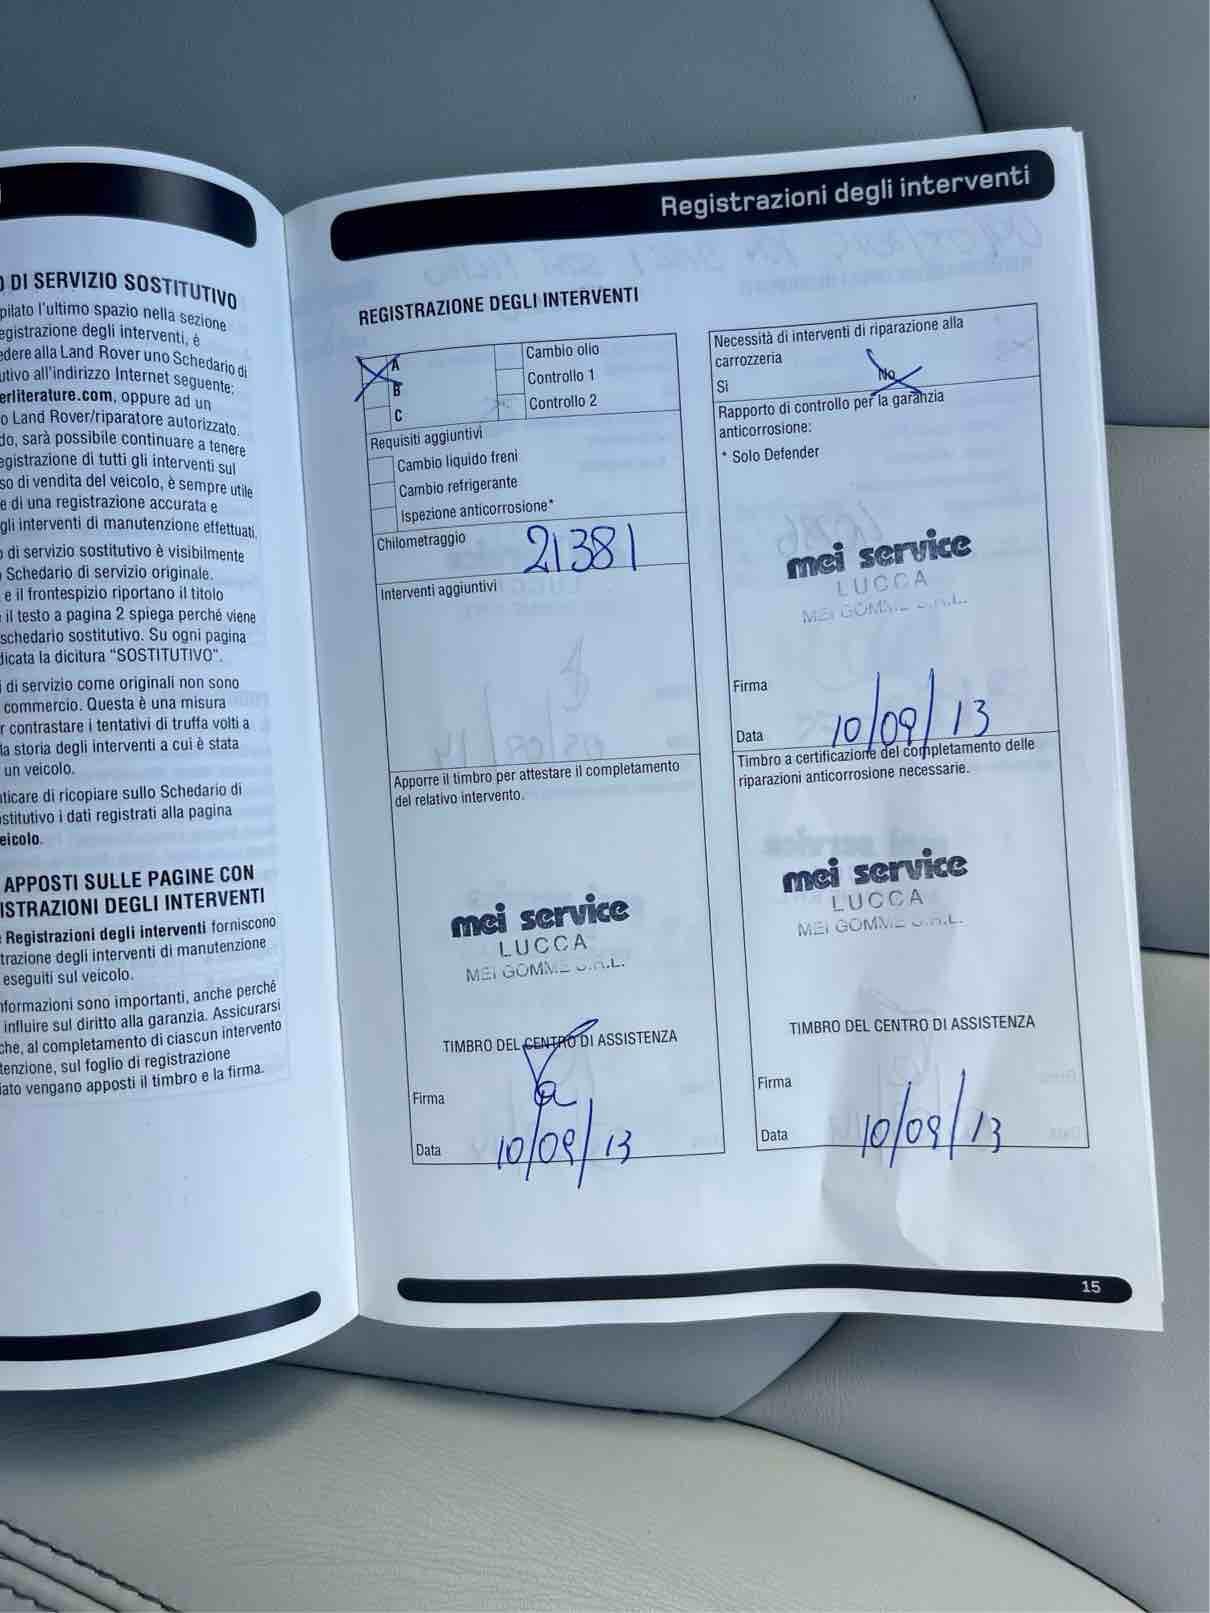 O DI SERVIZIO SOSTITUTIVO
pilato l'ultimo spazio nella sezione
egistrazione degli interventi, è
edere alla Land Rover uno Schedario di
utivo all'indirizzo Internet seguente:
erliterature.com, oppure ad un
o Land Rover/riparatore autorizzato.
do, sarà possibile continuare a tenere
egistrazione di tutti gli interventi sul
so di vendita del veicolo, è sempre utile
e di una registrazione accurata e
gli interventi di manutenzione effettuati.
o di servizio sostitutivo è visibilmente
Schedario di servizio originale.
e il frontespizio riportano il titolo
il testo a pagina 2 spiega perché viene
schedario sostitutivo. Su ogni pagina
dicata la dicitura "SOSTITUTIVO".
i di servizio come originali non sono
commercio. Questa è una misura
r contrastare i tentativi di truffa volti a
la storia degli interventi a cui è stata
un veicolo.
ticare di ricopiare sullo Schedario di
ostitutivo i dati registrati alla pagina
eicolo.
APPOSTI SULLE PAGINE CON
ISTRAZIONI DEGLI INTERVENTI
Registrazioni degli interventi forniscono
trazione degli interventi di manutenzione
eseguiti sul veicolo.
nformazioni sono importanti, anche perché
influire sul diritto alla garanzia. Assicurarsi
che, al completamento di ciascun intervento
tenzione, sul foglio di registrazione
iato vengano apposti il timbro e la firma.
Registrazioni degli interventi
REGISTRAZIONE DEGLI INTERVENTI
A Cambio olio
B Controllo 1
C Controllo 2
Requisiti aggiuntivi
Cambio liquido freni
Cambio refrigerante
Ispezione anticorrosione*
Chilometraggio 21381
Interventi aggiuntivi
Apporre il timbro per attestare il completamento
del relativo intervento.
mei service
LUCCA
MEI GOMME S.R.L.
TIMBRO DEL CENTRO DI ASSISTENZA
Firma
Data 10/09/13
Necessità di interventi di riparazione alla
carrozzeria
Sì No
Rapporto di controllo per la garanzia
anticorrosione:
* Solo Defender
mei service
LUCCA
MEI GOMME S.R.L.
Firma
Data 10/09/13
Timbro a certificazione del completamento delle
riparazioni anticorrosione necessarie.
mei service
LUCCA
MEI GOMME S.R.L.
TIMBRO DEL CENTRO DI ASSISTENZA
Firma
Data 10/09/13
15